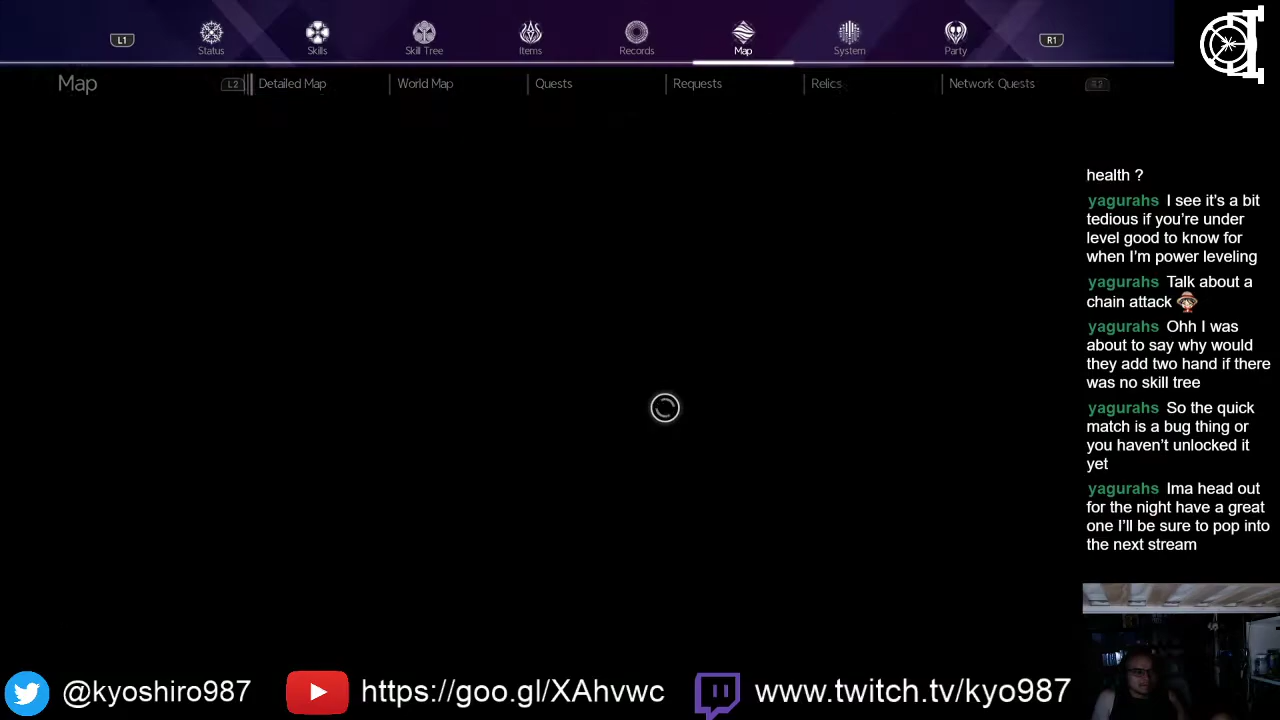 L1 Status Skills Skill Tree Items Records Map System Party R1
Map L2 Detailed Map World Map Quests Requests Relics Network Quests R2
health ?
yagurahs I see it's a bit
tedious if you're under
level good to know for
when I'm power leveling
yagurahs Talk about a
chain attack
yagurahs Ohh I was
about to say why would
they add two hand if there
was no skill tree
yagurahs So the quick
match is a bug thing or
you haven't unlocked it
yet
yagurahs Ima head out
for the night have a great
one I'll be sure to pop into
the next stream
@kyoshiro987 https://goo.gl/XAhvwc www.twitch.tv/kyo987